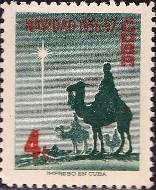 NAVIDAD 1956-57
CUBA
4¢
IMPRESO EN CUBA